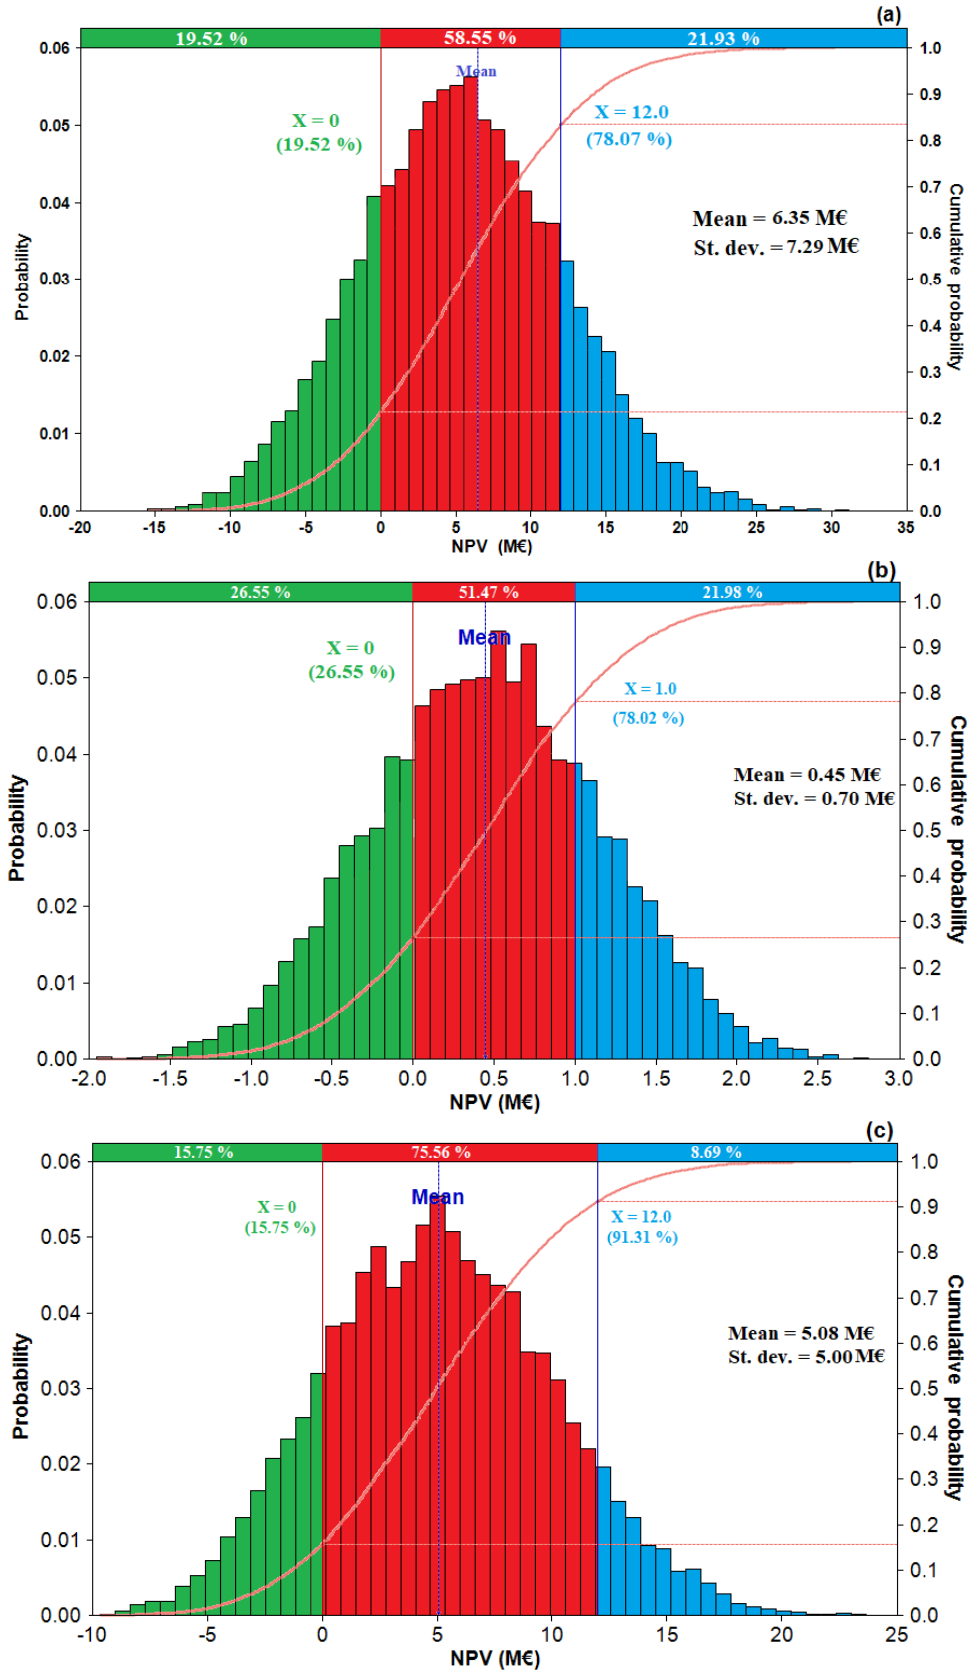 (a)
19.52 % 58.55 % 21.93 %
0.06 1.0
Mean
0.9
X = 0 X = 12.0
0.05 (19.52 %) (78.07 %) 0.8
0.7
0.04
Mean = 6.35 M€ 0.6
St. dev. = 7.29 M€
Probability Cumulative probability
0.03 0.5
0.4
0.02
0.3
0.2
0.01
0.1
0.00 0.0
-20 -15 -10 -5 0 5 10 15 20 25 30 35
NPV (M€)
(b)
26.55 % 51.47 % 21.98 %
0.06 1.0
Mean
X = 0 0.9
(26.55 %)
0.05 X = 1.0
(78.02 %) 0.8
0.7
0.04
Mean = 0.45 M€
St. dev. = 0.70 M€ 0.6
Probability Cumulative probability
0.03 0.5
0.4
0.02
0.3
0.2
0.01
0.1
0.00 0.0
-2.0 -1.5 -1.0 -0.5 0.0 0.5 1.0 1.5 2.0 2.5 3.0
NPV (M€)
(c)
15.75 % 75.56 % 8.69 %
0.06 1.0
Mean
X = 0 0.9
(15.75 %) X = 12.0
0.05 (91.31 %)
0.8
0.7
0.04
Mean = 5.08 M€
St. dev. = 5.00 M€ 0.6
Probability Cumulative probability
0.03 0.5
0.4
0.02
0.3
0.2
0.01
0.1
0.00 0.0
-10 -5 0 5 10 15 20 25
NPV (M€)